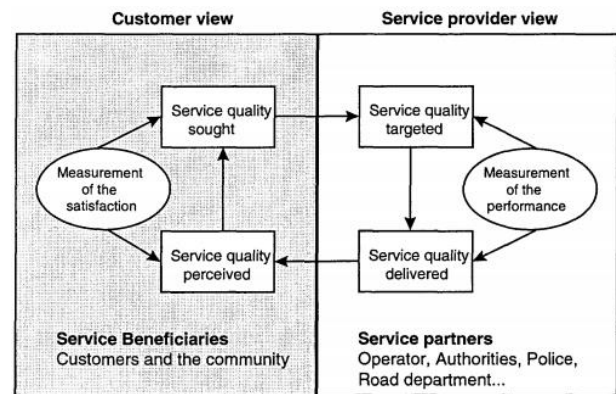 Customer view
Service provider view
Service quality
sought
Service quality
targeted
Measurement
of the
satisfaction
Measurement
of the
performance
Service quality
perceived
Service quality
delivered
Service Beneficiaries
Customers and the community
Service partners
Operator, Authorities, Police,
Road department...